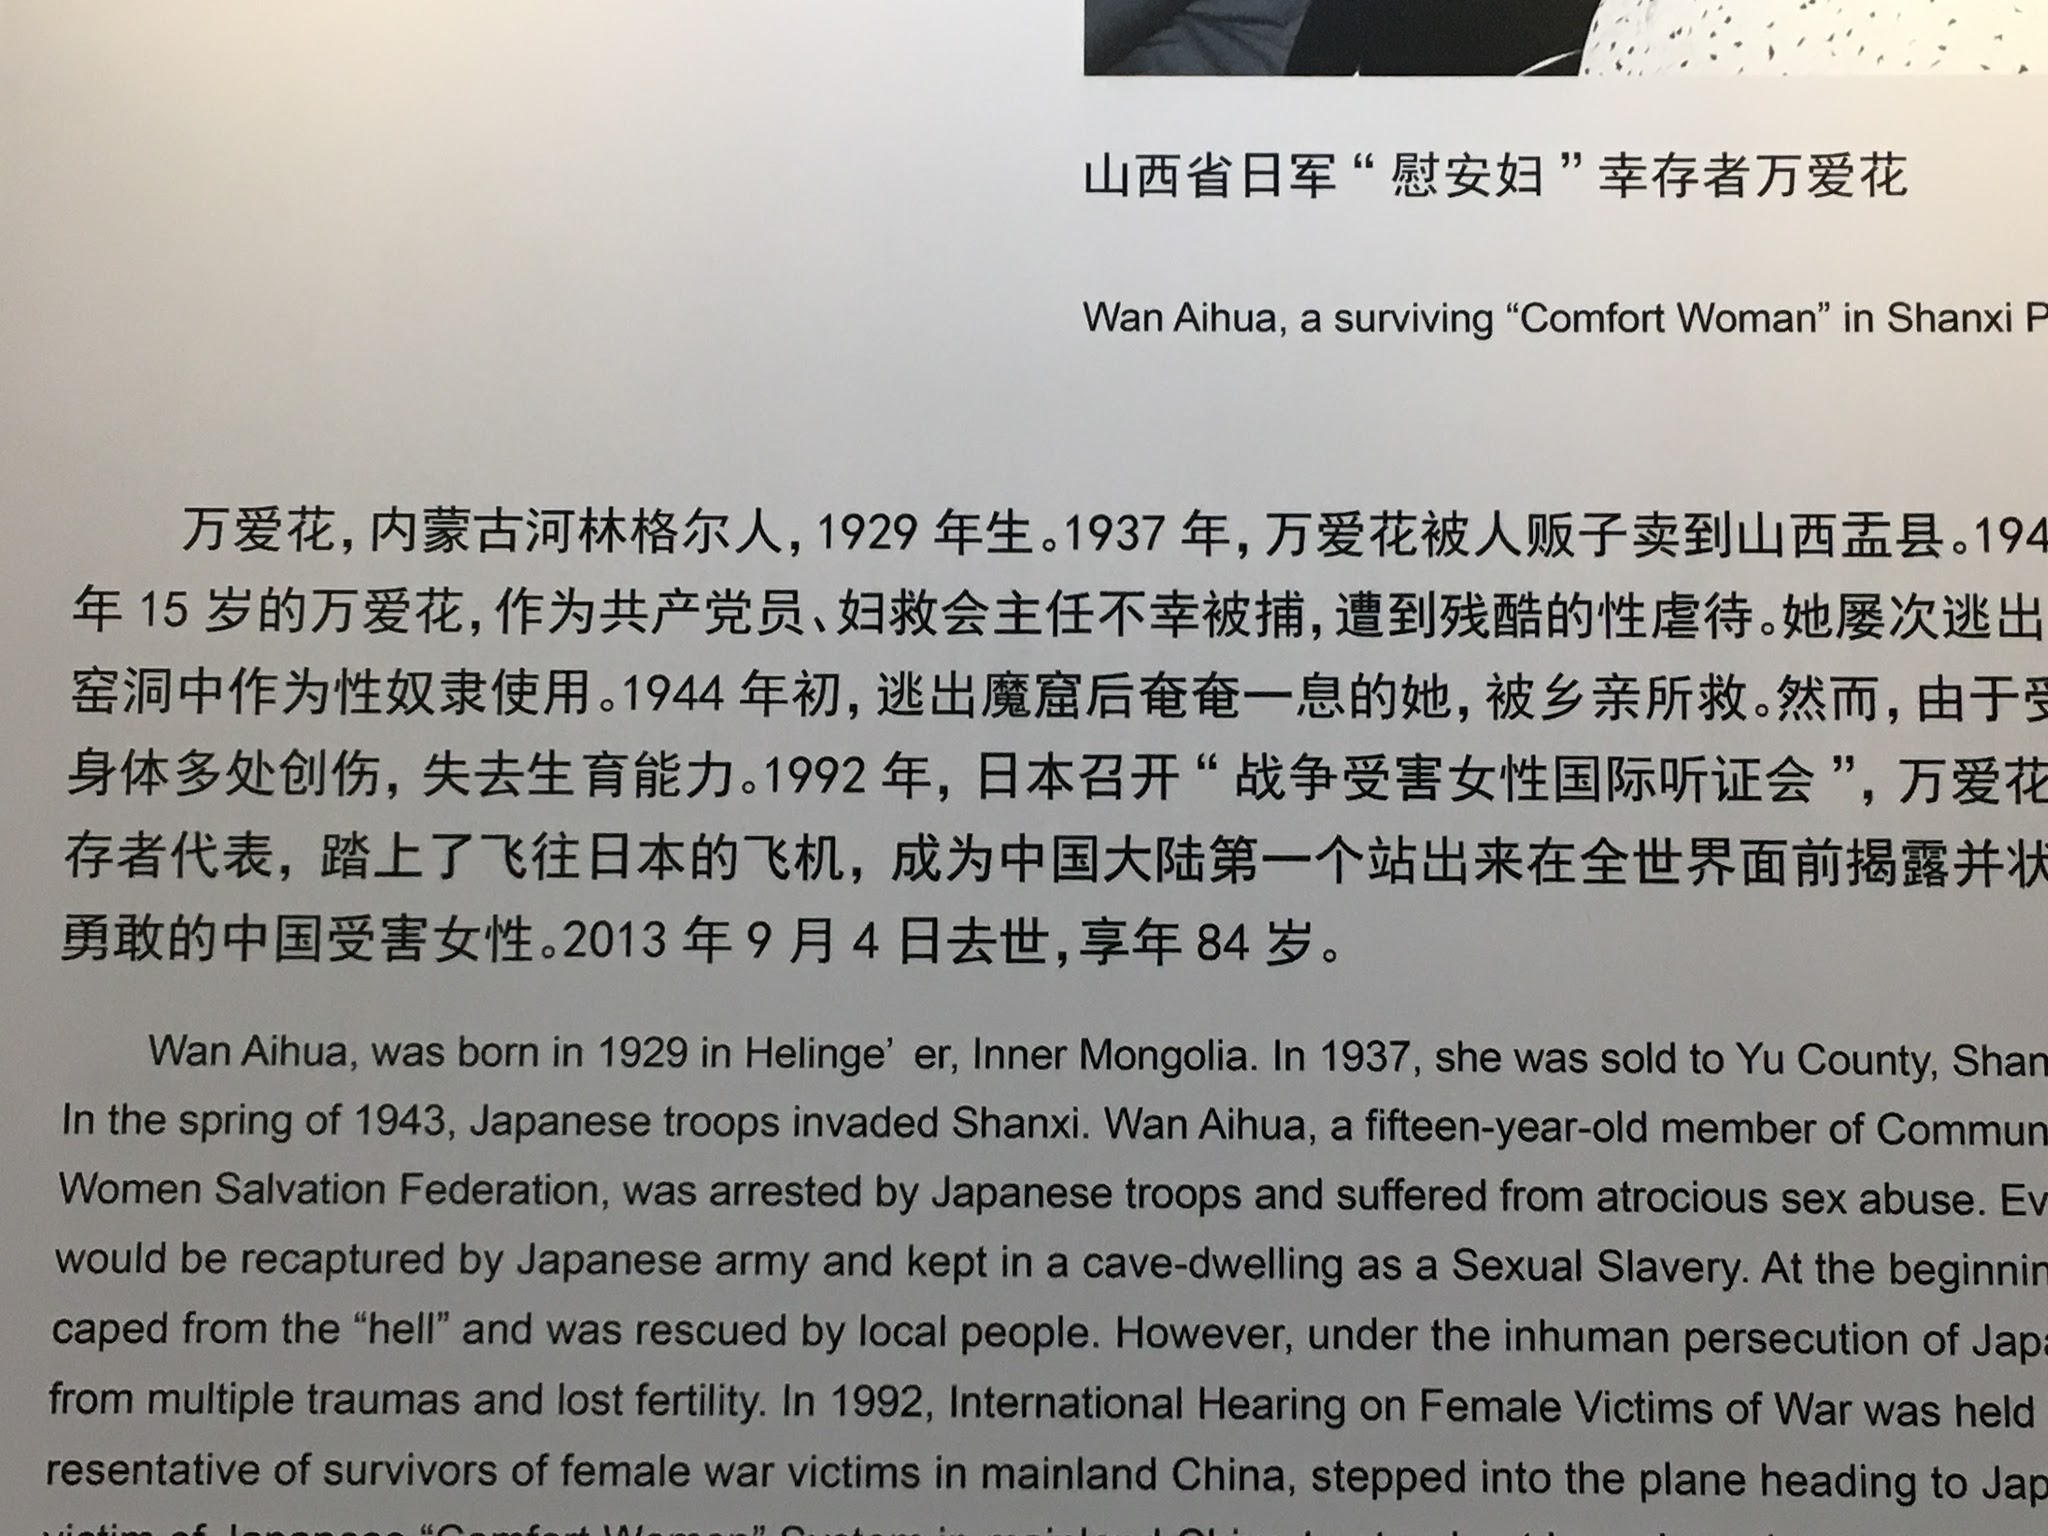 山西省日军“慰安妇”幸存者万爱花
Wan Aihua, a surviving “Comfort Woman” in Shanxi
万爱花，内蒙古河林格尔人，1929 年生。1937 年，万爱花被人贩子卖到山西盂县。194
年 15 岁的万爱花，作为共产党员、妇救会主任不幸被捕，遭到残酷的性虐待。她屡次逃出
窑洞中作为性奴隶使用。1944 年初，逃出魔窟后奄奄一息的她，被乡亲所救。然而，由于受
身体多处创伤，失去生育能力。1992 年，日本召开“战争受害女性国际听证会”，万爱花
存者代表，踏上了飞往日本的飞机，成为中国大陆第一个站出来在全世界面前揭露并状
勇敢的中国受害女性。2013 年 9 月 4 日去世，享年 84 岁。
Wan Aihua, was born in 1929 in Helinge’ er, Inner Mongolia. In 1937, she was sold to Yu County, Shan
In the spring of 1943, Japanese troops invaded Shanxi. Wan Aihua, a fifteen-year-old member of Commun
Women Salvation Federation, was arrested by Japanese troops and suffered from atrocious sex abuse. Ev
would be recaptured by Japanese army and kept in a cave-dwelling as a Sexual Slavery. At the beginnin
caped from the “hell” and was rescued by local people. However, under the inhuman persecution of Japa
from multiple traumas and lost fertility. In 1992, International Hearing on Female Victims of War was held
resentative of survivors of female war victims in mainland China, stepped into the plane heading to Jap
victim of Japanese “Comfort Woman” System in mainland China